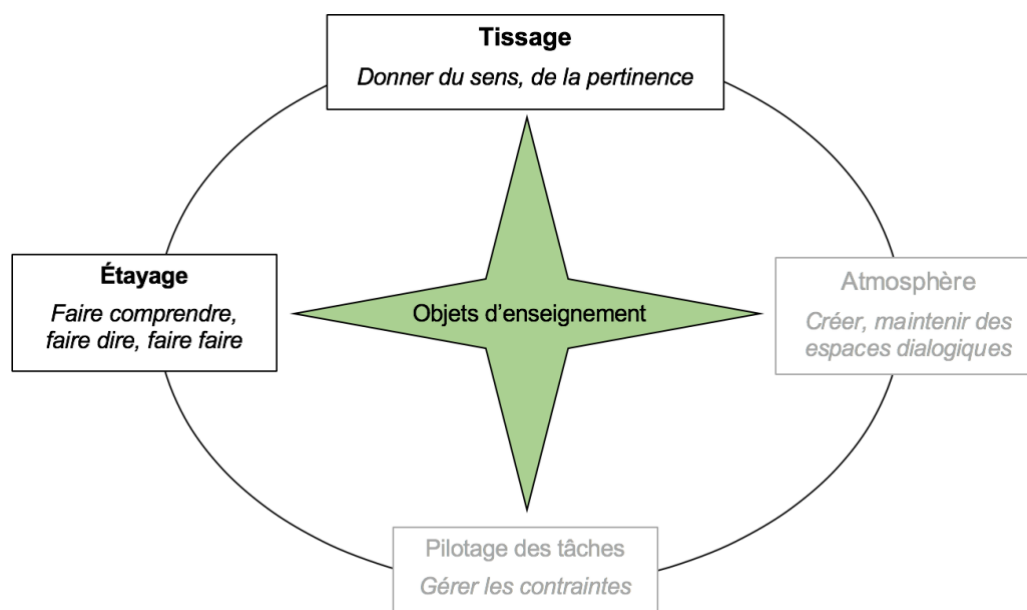 Tissage
Donner du sens, de la pertinence
Étayage
Faire comprendre,
faire dire, faire faire
Objets d’enseignement
Atmosphère
Créer, maintenir des
espaces dialogiques
Pilotage des tâches
Gérer les contraintes